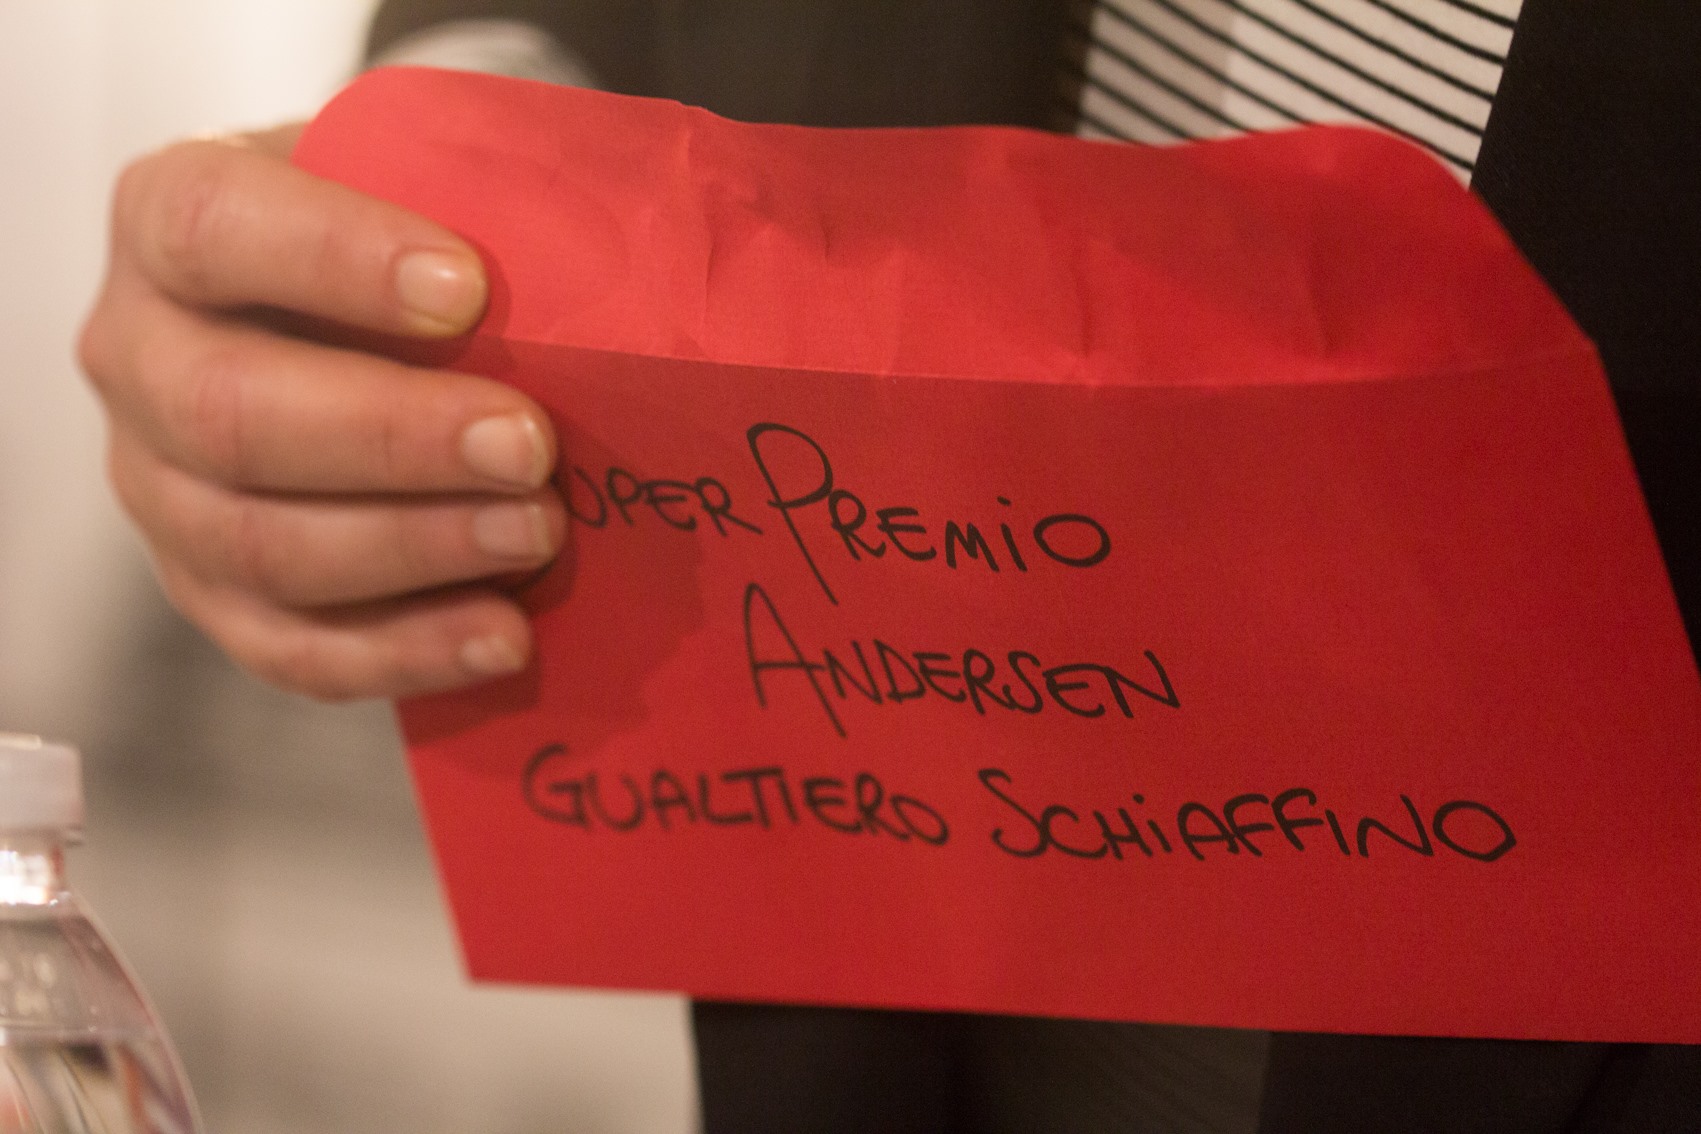 UPER PREMIO
ANDERSEN
GUALTIERO SCHIAFFINO